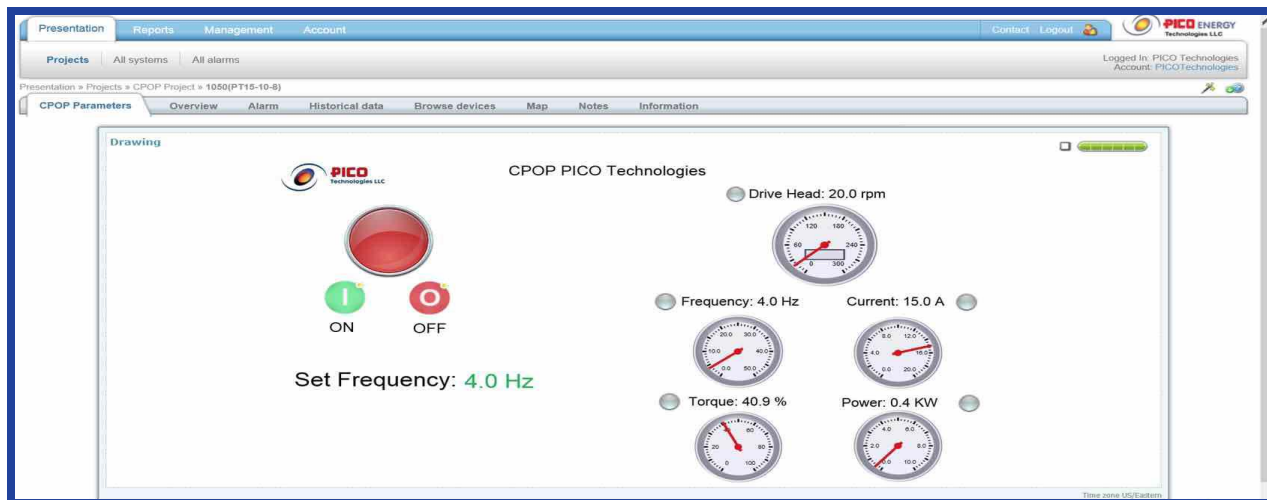 Presentation Reports Management Account Contact Logout
PICO ENERGY
Technologies LLC
Projects All systems All alarms
Logged In: PICO Technologies
Account: PICOTechnologies
Presentation » Projects » CPOP Project » 1050(PT15-10-8)
CPOP Parameters Overview Alarm Historical data Browse devices Map Notes Information
Drawing
PICO
Technologies LLC
CPOP PICO Technologies
Drive Head: 20.0 rpm
120 180
60 240
0 300
I O
ON OFF
Frequency: 4.0 Hz Current: 15.0 A
20.0 30.0
10.0 40.0
0.0 50.0
8.0 12.0
4.0 16.0
0.0 20.0
Set Frequency: 4.0 Hz
Torque: 40.9 % Power: 0.4 KW
60
20 80
0 100
4.0 6.0
2.0 8.0
10.0
Time zone US/Eastern